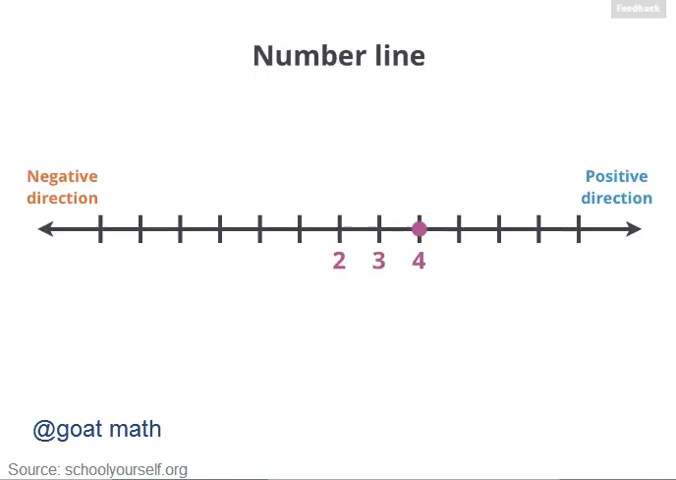 Feedback
Number line
Negative
direction
Positive
direction
2 3 4
@goat math
Source: schoolyourself.org